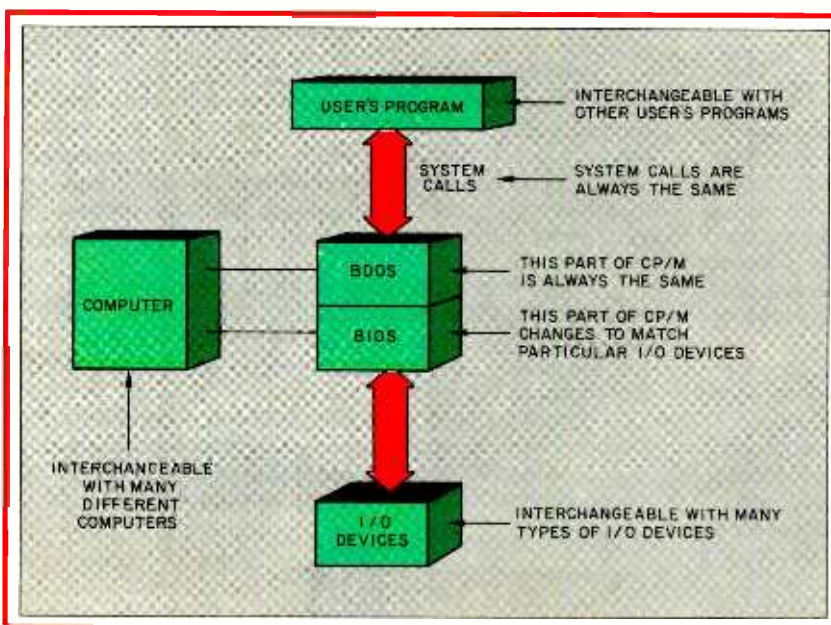 USER'S PROGRAM
INTERCHANGEABLE WITH
OTHER USER'S PROGRAMS
SYSTEM
CALLS
SYSTEM CALLS ARE
ALWAYS THE SAME
COMPUTER
BDOS
THIS PART OF CP/M
IS ALWAYS THE SAME
BIOS
THIS PART OF CP/M
CHANGES TO MATCH
PARTICULAR I/O DEVICES
INTERCHANGEABLE
WITH MANY
DIFFERENT
COMPUTERS
I/O
DEVICES
INTERCHANGEABLE WITH MANY
TYPES OF I/O DEVICES